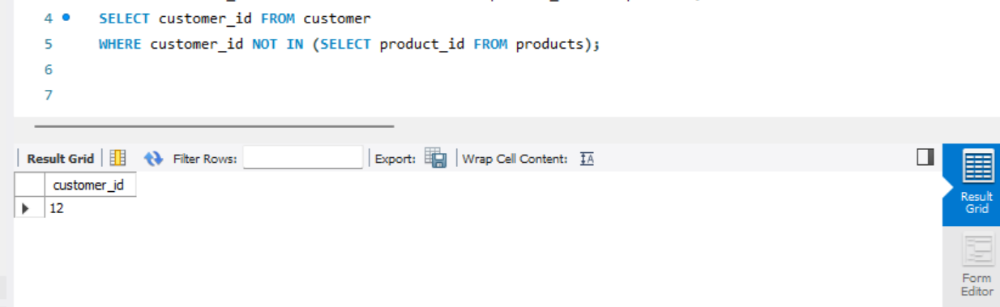 4 SELECT customer_id FROM customer
5 WHERE customer_id NOT IN (SELECT product_id FROM products);
6
7
Result Grid Filter Rows: Export: Wrap Cell Content: IA
customer_id
12
Result
Grid
Form
Editor